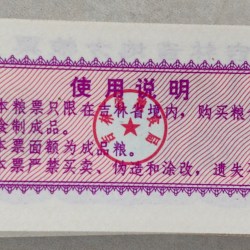 使用说明
本粮票只限在吉林省境内，购买粮
食制成品。
本票面额为成品粮。
本票严禁买卖、伪造和涂改，遗失